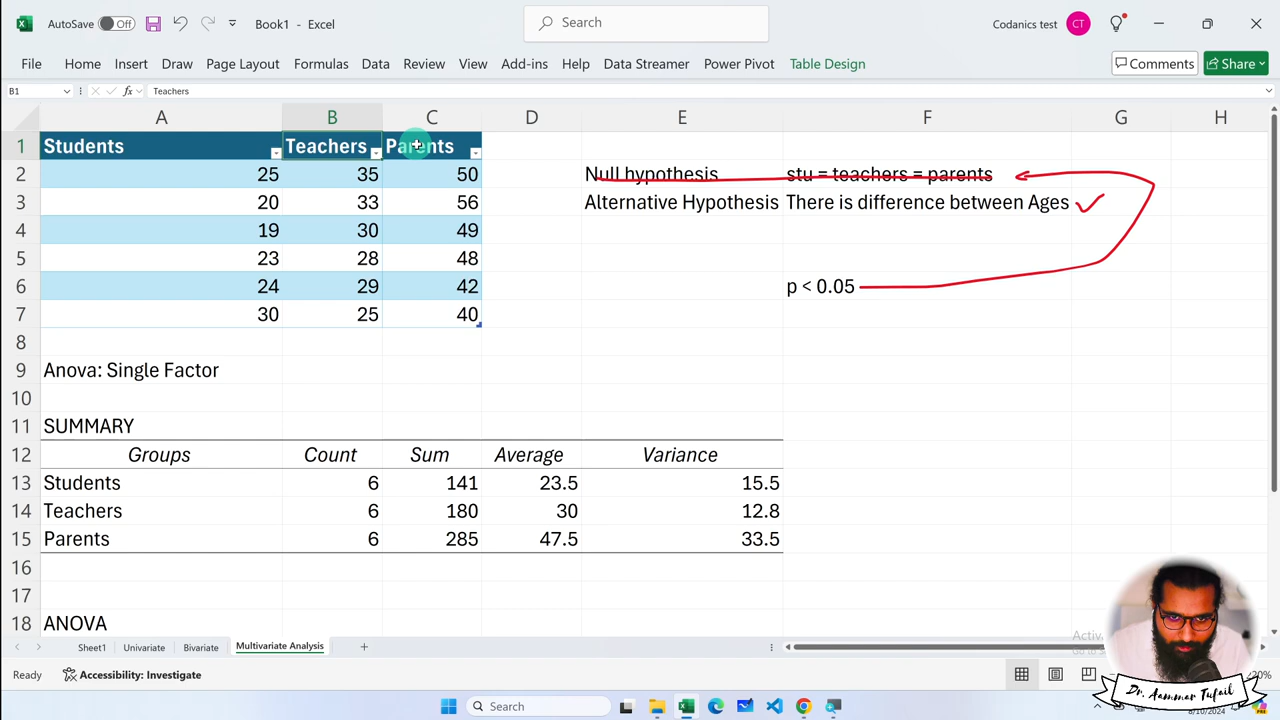 AutoSave Off Book1 - Excel Search Codanics test CT
File Home Insert Draw Page Layout Formulas Data Review View Add-ins Help Data Streamer Power Pivot Table Design Comments Share
B1 fx Teachers
A B C D E F G H
1 Students Teachers Parents
2 25 35 50 Null hypothesis stu = teachers = parents
3 20 33 56 Alternative Hypothesis There is difference between Ages
4 19 30 49
5 23 28 48
6 24 29 42 p < 0.05
7 30 25 40
8
9 Anova: Single Factor
10
11 SUMMARY
12 Groups Count Sum Average Variance
13 Students 6 141 23.5 15.5
14 Teachers 6 180 30 12.8
15 Parents 6 285 47.5 33.5
16
17
18 ANOVA
Sheet1 Univariate Bivariate Multivariate Analysis
Ready Accessibility: Investigate
Dr. Aammar Tufail
Search 8/10/2024